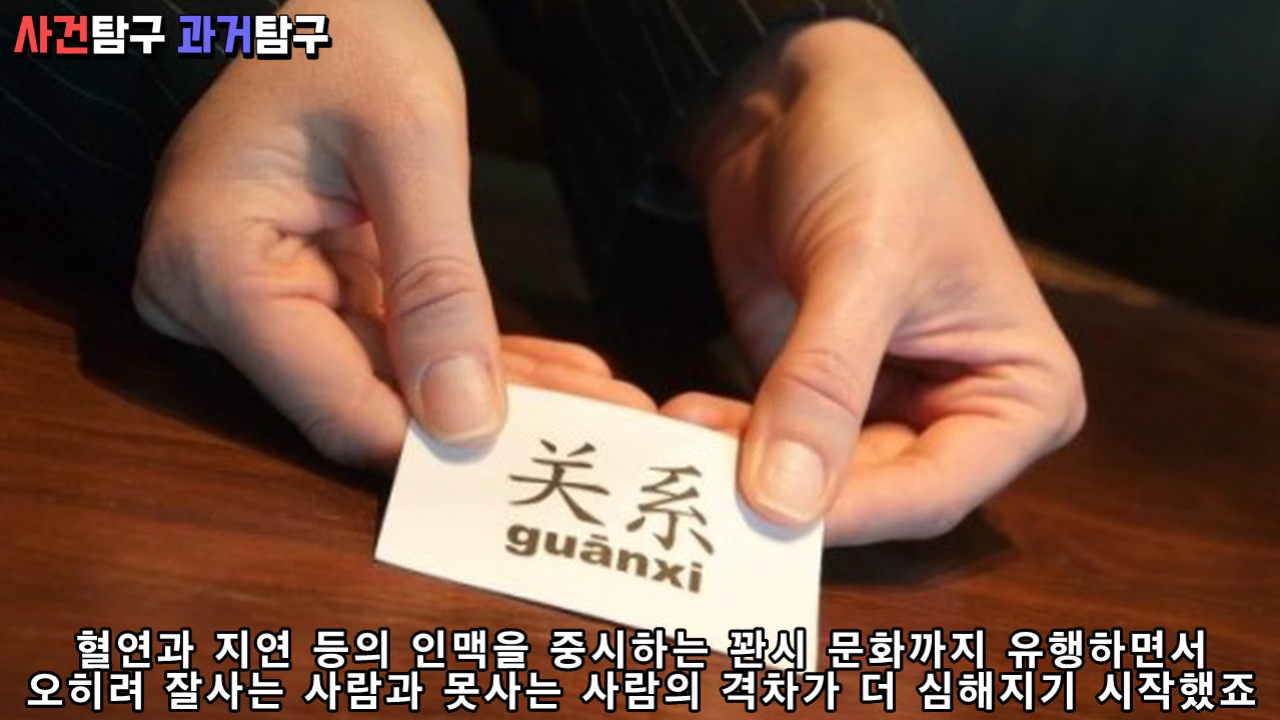 사건탐구 과거탐구
关系
guānxi
혈연과 지연 등의 인맥을 중시하는 꽌시 문화까지 유행하면서
오히려 잘사는 사람과 못사는 사람의 격차가 더 심해지기 시작했죠